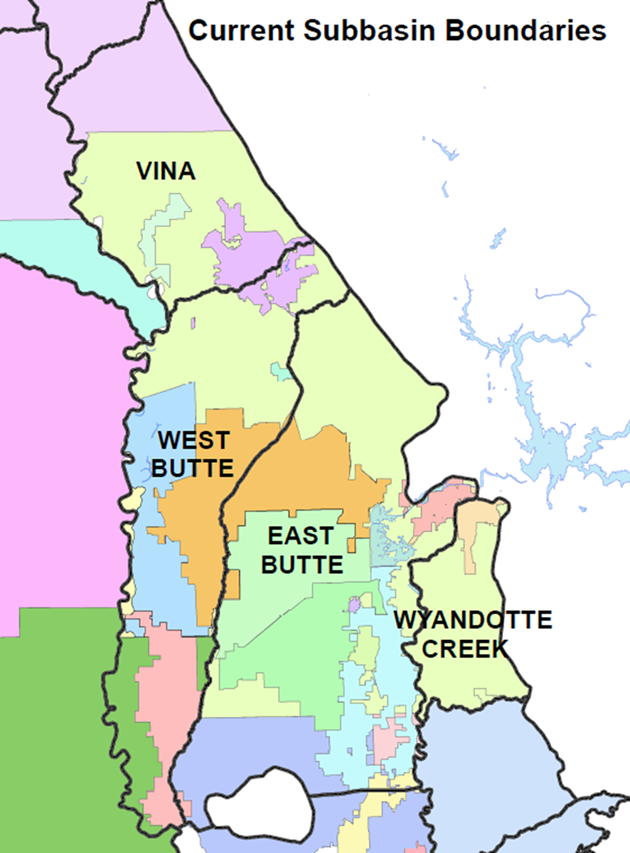 Current Subbasin Boundaries
VINA
WEST
BUTTE
EAST
BUTTE
WYANDOTTE
CREEK